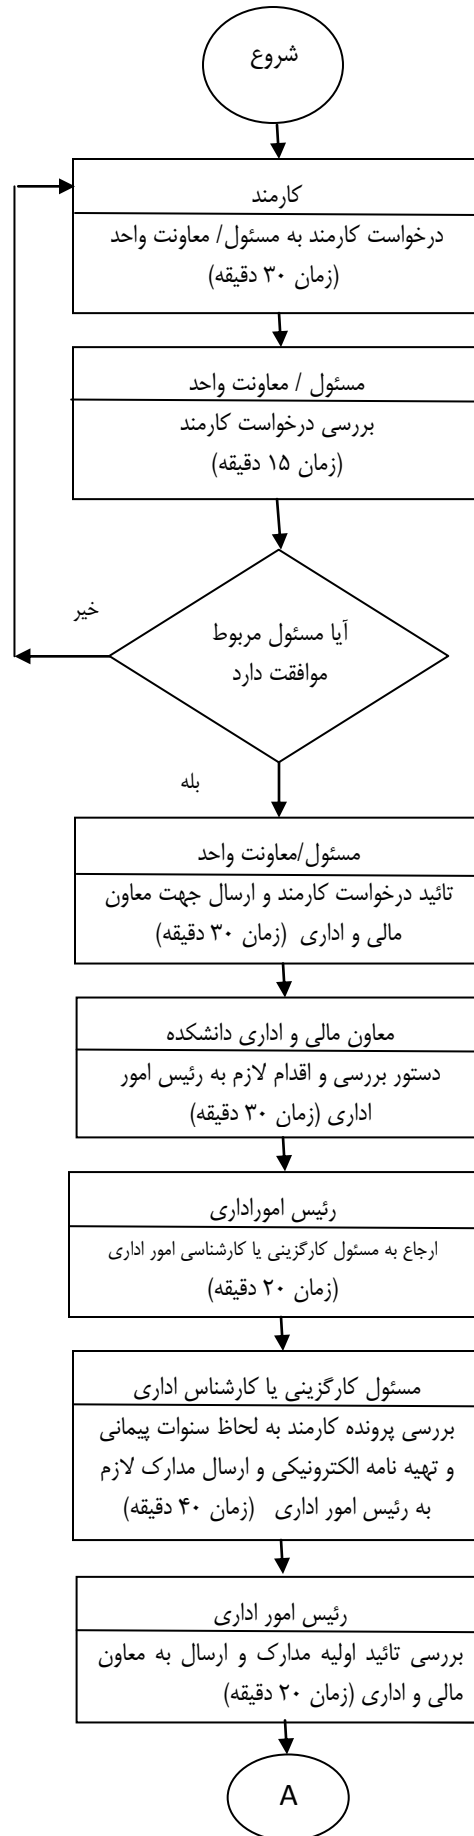 شروع
کارمند
درخواست کارمند به مسئول/ معاونت واحد
(زمان ۳۰ دقیقه)
مسئول / معاونت واحد
بررسی درخواست کارمند
(زمان ۱۵ دقیقه)
آیا مسئول مربوط
موافقت دارد
خیر
بله
مسئول/معاونت واحد
تائید درخواست کارمند و ارسال جهت معاون
مالی و اداری (زمان ۳۰ دقیقه)
معاون مالی و اداری دانشکده
دستور بررسی و اقدام لازم به رئیس امور
اداری (زمان ۳۰ دقیقه)
رئیس اموراداری
ارجاع به مسئول کارگزینی یا کارشناسی امور اداری
(زمان ۲۰ دقیقه)
مسئول کارگزینی یا کارشناس اداری
بررسی پرونده کارمند به لحاظ سنوات پیمانی
و تهیه نامه الکترونیکی و ارسال مدارک لازم
به رئیس امور اداری (زمان ۴۰ دقیقه)
رئیس امور اداری
بررسی تائید اولیه مدارک و ارسال به معاون
مالی و اداری (زمان ۲۰ دقیقه)
A